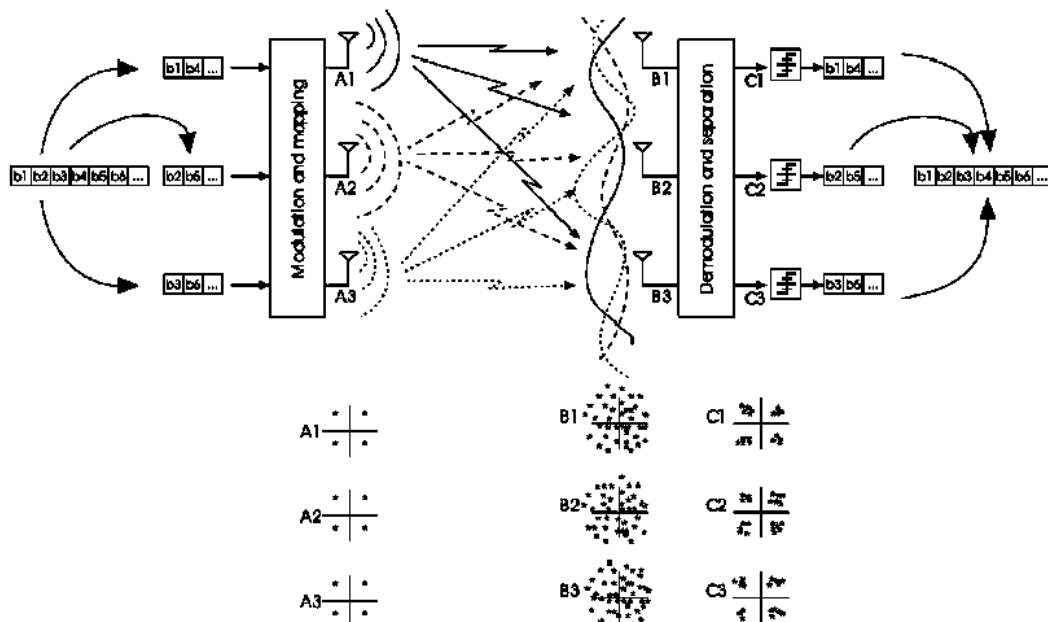 b1 b4 ...
b1 b2 b3 b4 b5 b6 ...
b2 b5 ...
b3 b6 ...
Modulation and mapping
A1
A2
A3
B1
B2
B3
Demodulation and separation
C1
C2
C3
b1 b4 ...
b2 b5 ...
b3 b6 ...
b1 b2 b3 b4 b5 b6 ...
A1
B1
C1
A2
B2
C2
A3
B3
C3